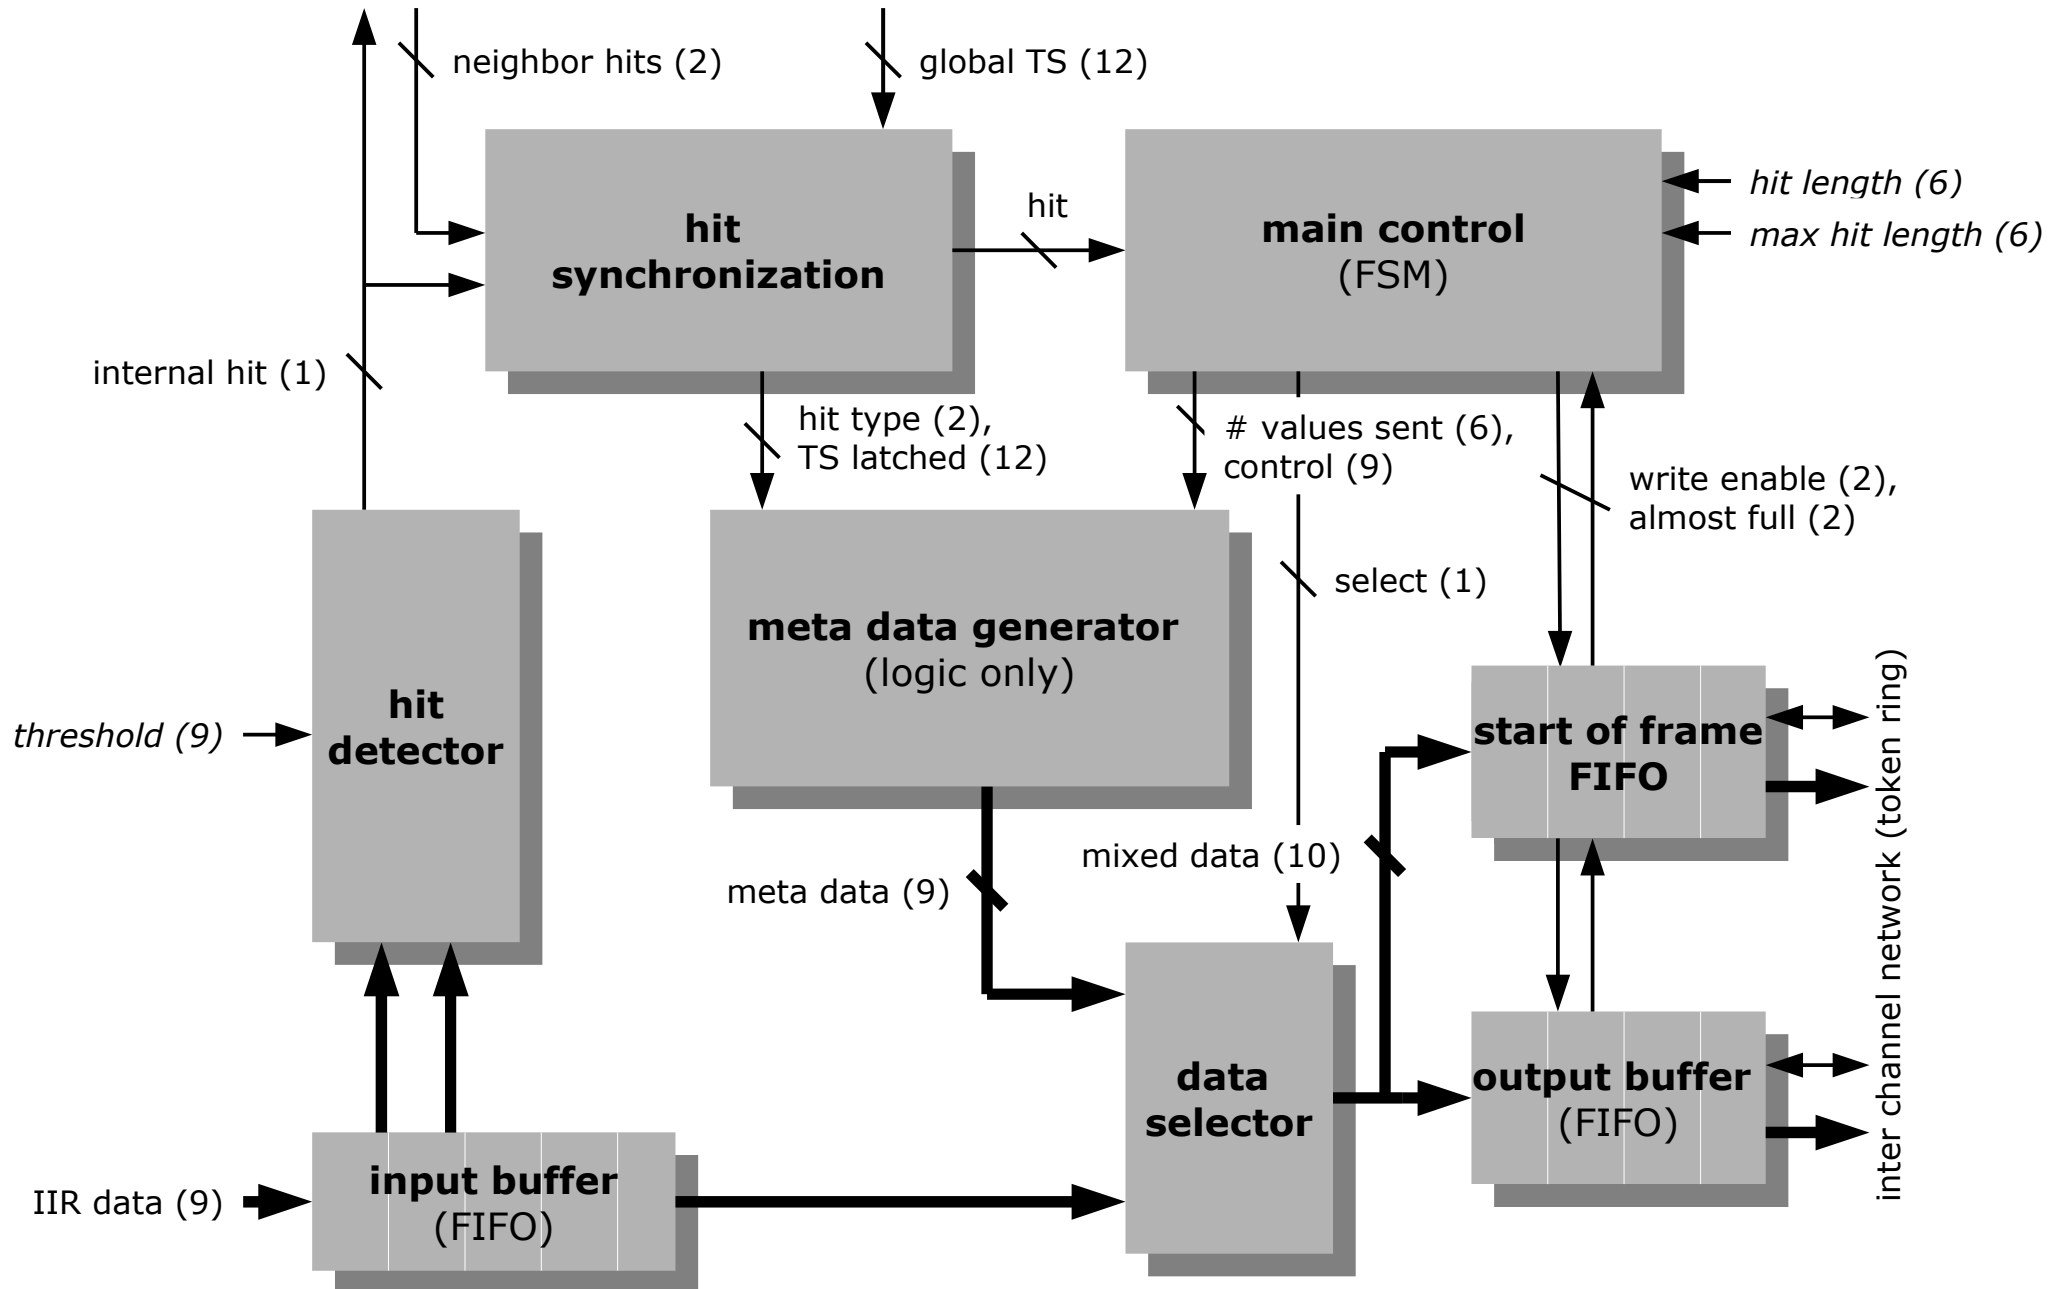 neighbor hits (2)
global TS (12)
hit
synchronization
hit
main control
(FSM)
hit length (6)
max hit length (6)
internal hit (1)
hit type (2),
TS latched (12)
# values sent (6),
control (9)
write enable (2),
almost full (2)
select (1)
meta data generator
(logic only)
hit
detector
threshold (9)
start of frame
FIFO
inter channel network (token ring)
mixed data (10)
meta data (9)
data
selector
output buffer
(FIFO)
input buffer
(FIFO)
IIR data (9)